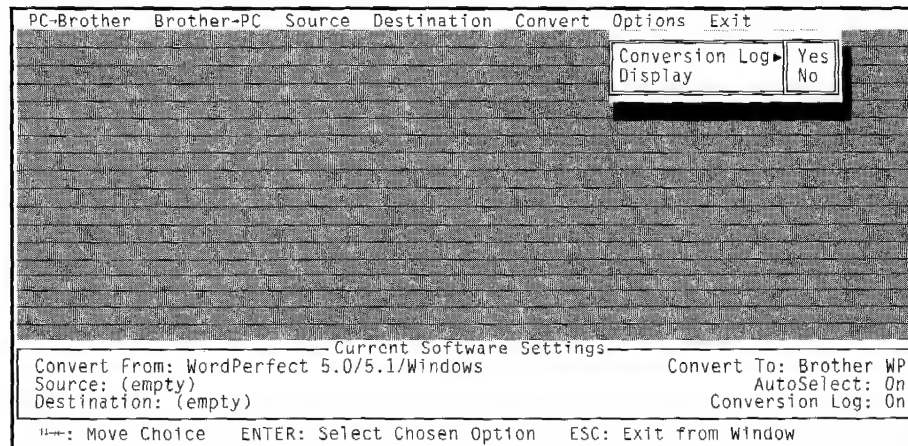 PC→Brother Brother→PC Source Destination Convert Options Exit
Conversion Log► Yes
Display No
Current Software Settings
Convert From: WordPerfect 5.0/5.1/Windows Convert To: Brother WP
Source: (empty) AutoSelect: On
Destination: (empty) Conversion Log: On
↑↓→←: Move Choice ENTER: Select Chosen Option ESC: Exit from Window